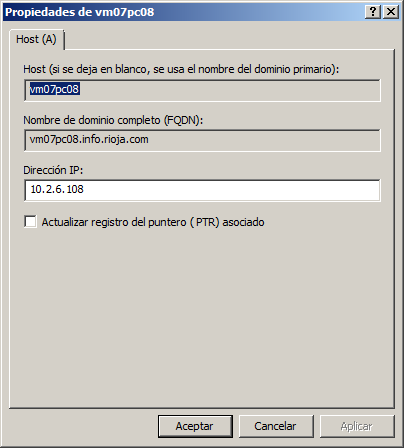 Propiedades de vm07pc08
Host (A)
Host (si se deja en blanco, se usa el nombre del dominio primario):
vm07pc08
Nombre de dominio completo (FQDN):
vm07pc08.info.rioja.com
Dirección IP:
10.2.6.108
Actualizar registro del puntero (PTR) asociado
Aceptar Cancelar Aplicar